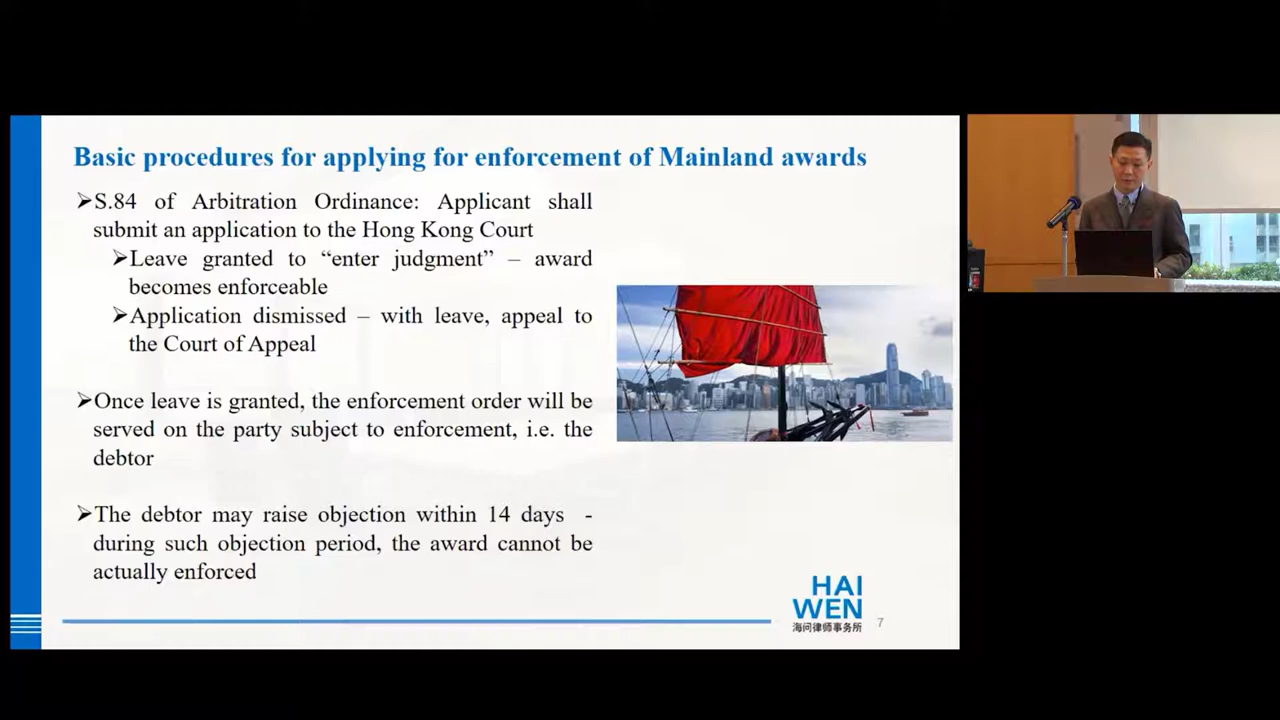 Basic procedures for applying for enforcement of Mainland awards
➢S.84 of Arbitration Ordinance: Applicant shall
submit an application to the Hong Kong Court
➢Leave granted to “enter judgment” – award
becomes enforceable
➢Application dismissed – with leave, appeal to
the Court of Appeal
➢Once leave is granted, the enforcement order will be
served on the party subject to enforcement, i.e. the
debtor
➢The debtor may raise objection within 14 days -
during such objection period, the award cannot be
actually enforced
HAI
WEN
海问律师事务所
7